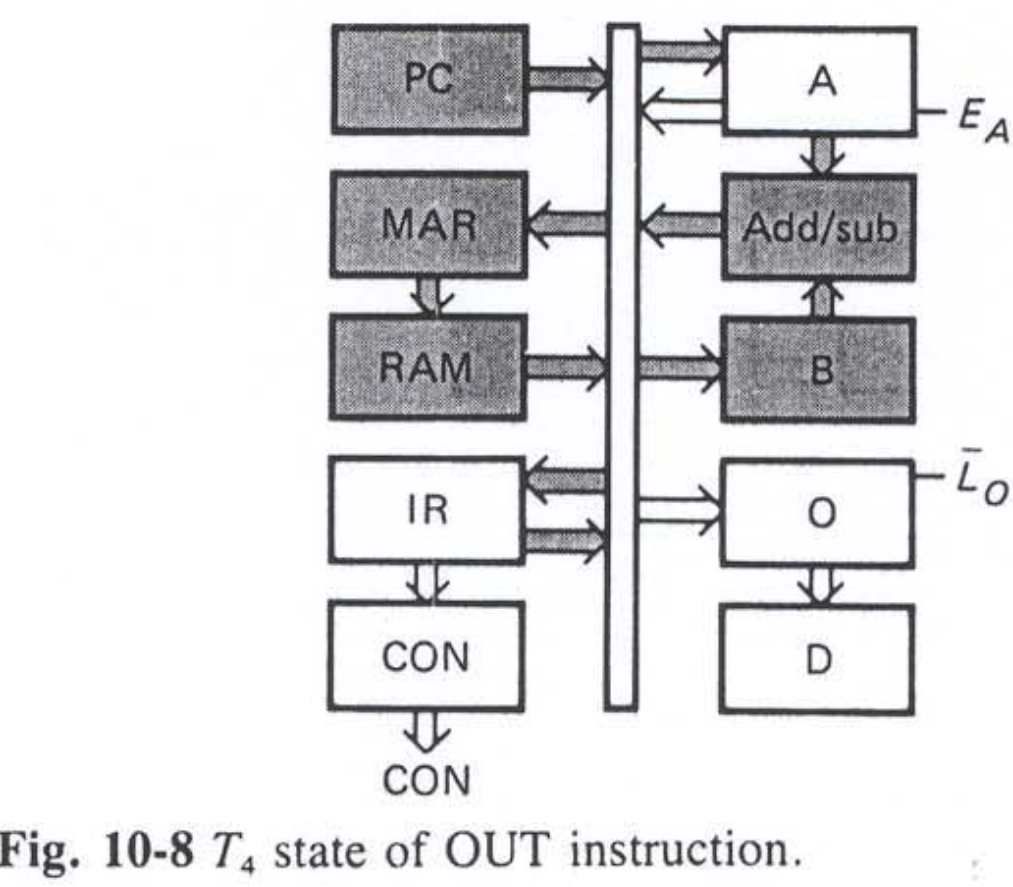 PC
A
E_A
MAR
Add/sub
RAM
B
IR
O
L̄_O
CON
D
CON
Fig. 10-8 T₄ state of OUT instruction.